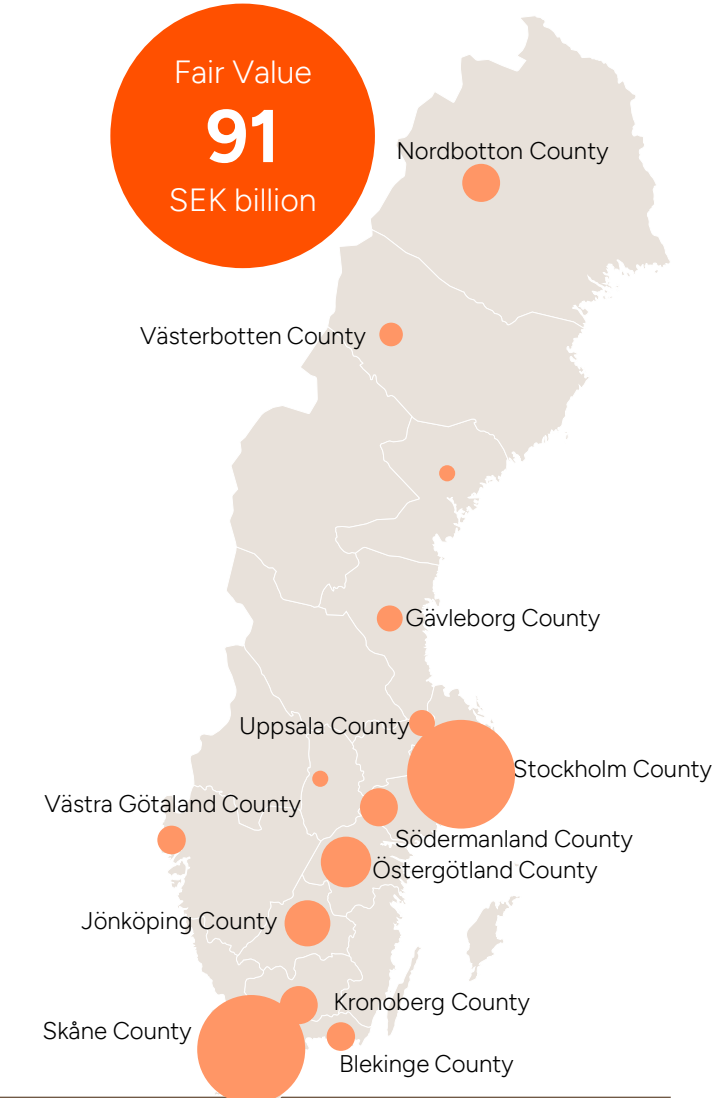 Fair Value
91
SEK billion
Nordbotton County
Västerbotten County
Gävleborg County
Uppsala County
Stockholm County
Västra Götaland County
Södermanland County
Östergötland County
Jönköping County
Kronoberg County
Skåne County
Blekinge County